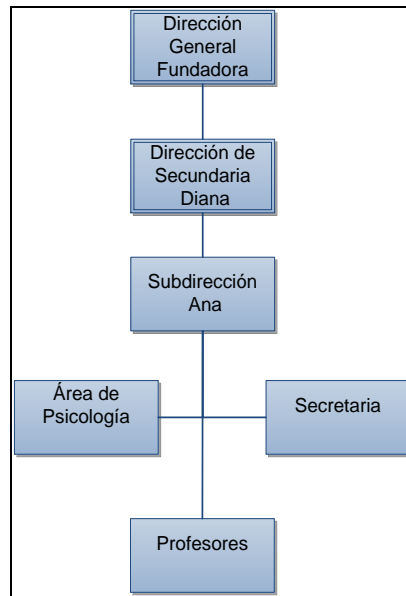 Dirección
General
Fundadora
Dirección de
Secundaria
Diana
Subdirección
Ana
Área de
Psicología
Secretaria
Profesores